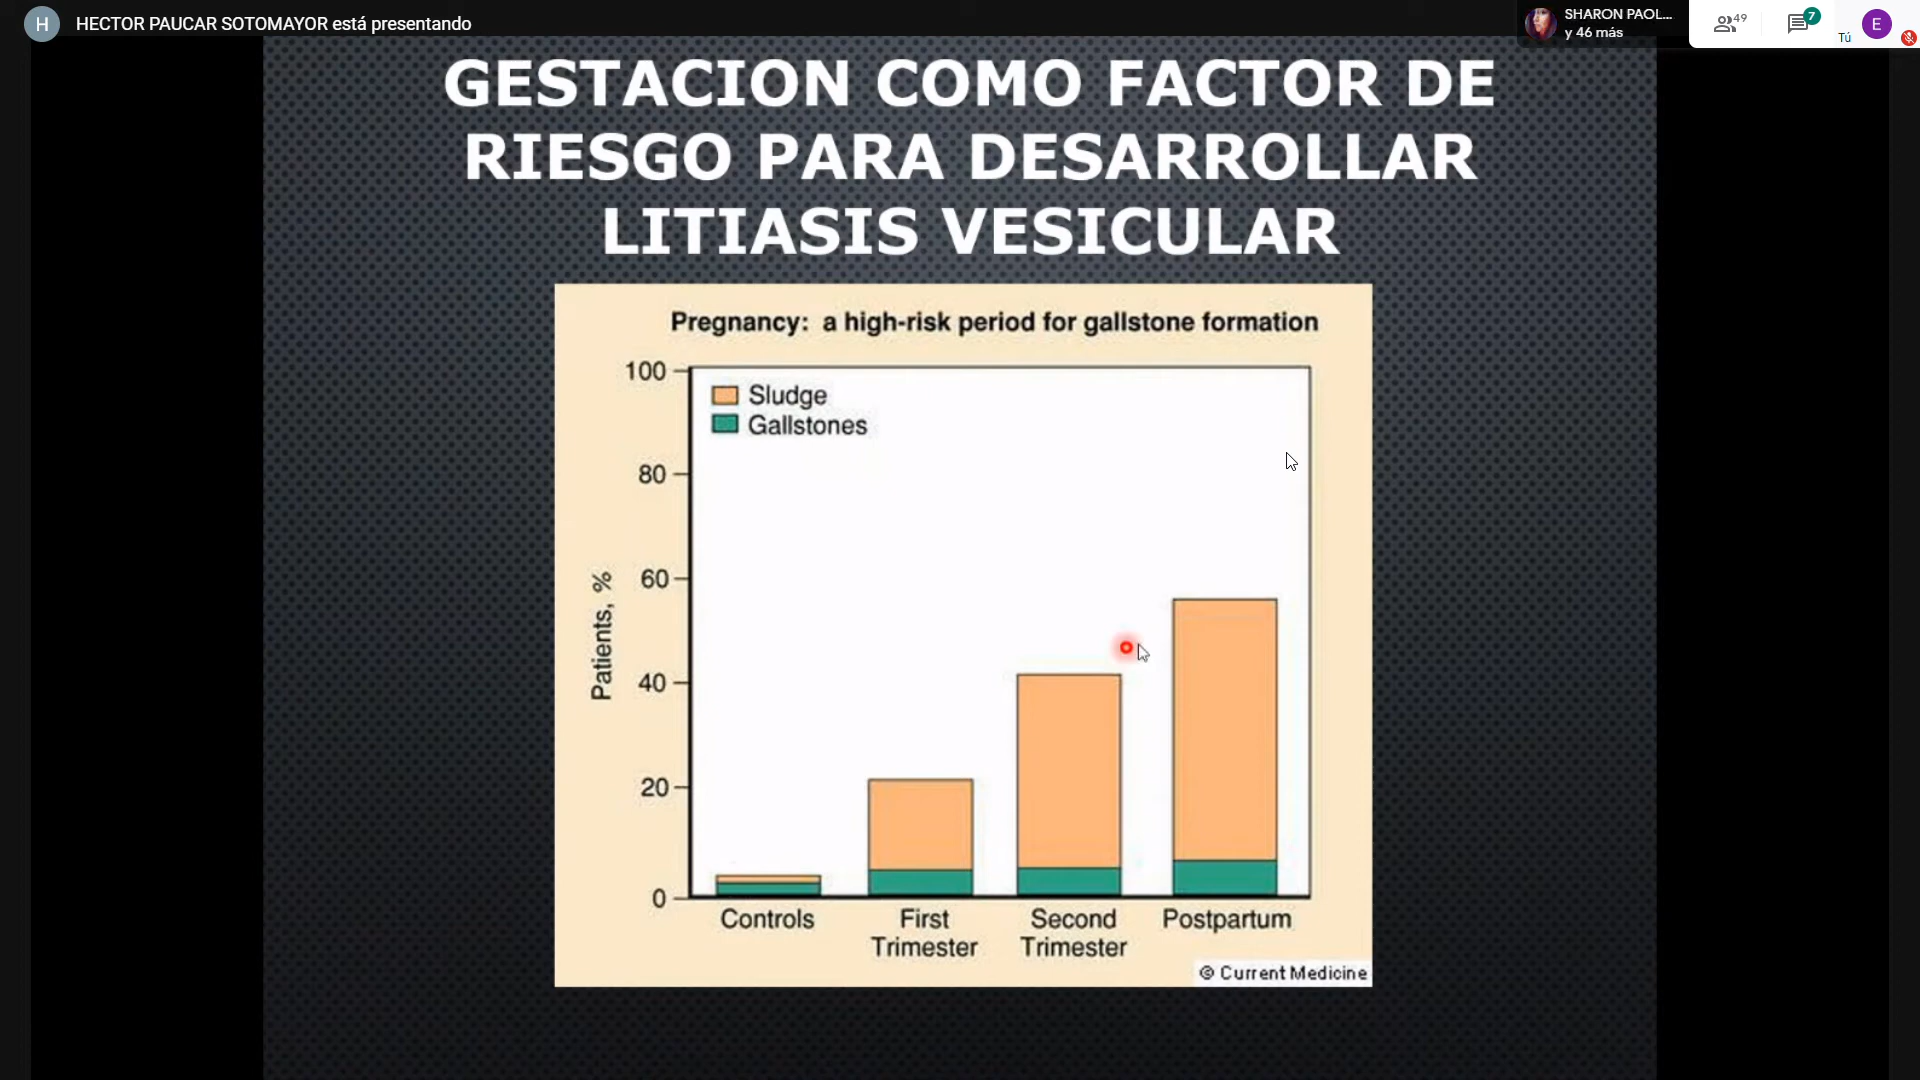 H
HECTOR PAUCAR SOTOMAYOR está presentando
SHARON PAOL...
y 46 más
49
7
Tú
E
GESTACION COMO FACTOR DE
RIESGO PARA DESARROLLAR
LITIASIS VESICULAR
Pregnancy: a high-risk period for gallstone formation
100
80
60
40
20
0
Patients, %
Sludge
Gallstones
Controls
First
Trimester
Second
Trimester
Postpartum
© Current Medicine